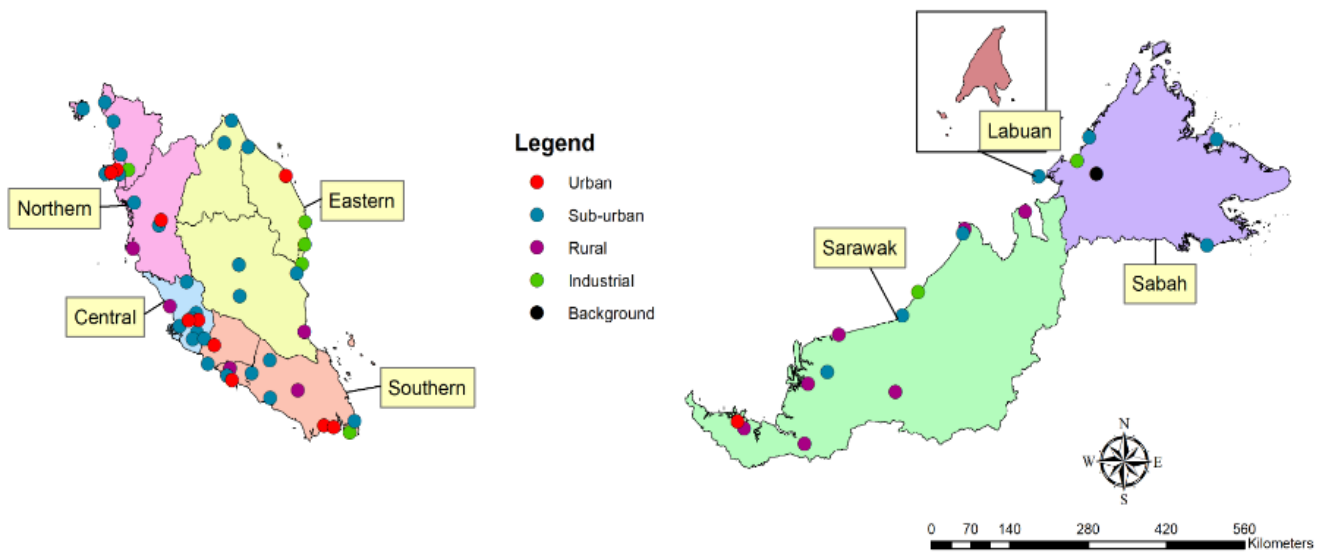 Legend
Urban
Sub-urban
Rural
Industrial
Background
Northern
Eastern
Central
Southern
Labuan
Sarawak
Sabah
N
W E
S
0 70 140 280 420 560
Kilometers